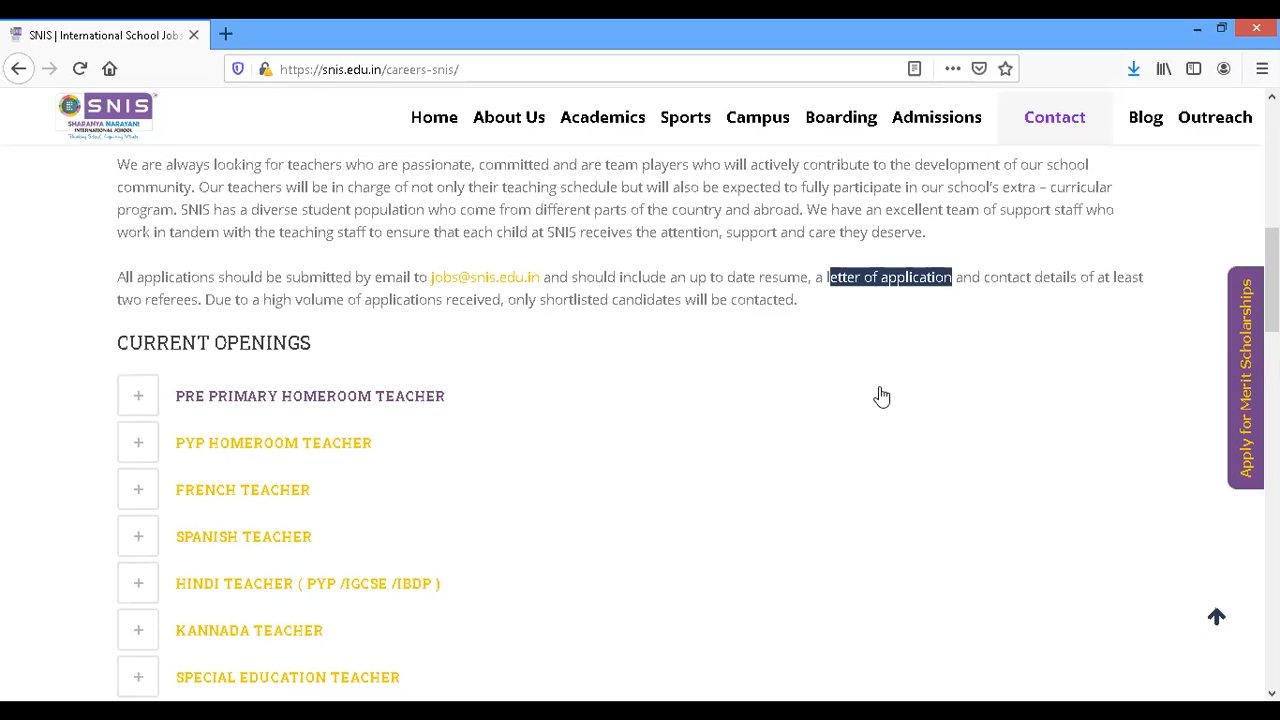 SNIS | International School Jobs
https://snis.edu.in/careers-snis/
SNIS
SHARANYA NARAYANI
INTERNATIONAL SCHOOL
Home About Us Academics Sports Campus Boarding Admissions Contact Blog Outreach
We are always looking for teachers who are passionate, committed and are team players who will actively contribute to the development of our school
community. Our teachers will be in charge of not only their teaching schedule but will also be expected to fully participate in our school's extra – curricular
program. SNIS has a diverse student population who come from different parts of the country and abroad. We have an excellent team of support staff who
work in tandem with the teaching staff to ensure that each child at SNIS receives the attention, support and care they deserve.
All applications should be submitted by email to jobs@snis.edu.in and should include an up to date resume, a letter of application and contact details of at least
two referees. Due to a high volume of applications received, only shortlisted candidates will be contacted.
CURRENT OPENINGS
+ PRE PRIMARY HOMEROOM TEACHER
+ PYP HOMEROOM TEACHER
+ FRENCH TEACHER
+ SPANISH TEACHER
+ HINDI TEACHER ( PYP /IGCSE /IBDP )
+ KANNADA TEACHER
+ SPECIAL EDUCATION TEACHER
Apply for Merit Scholarships